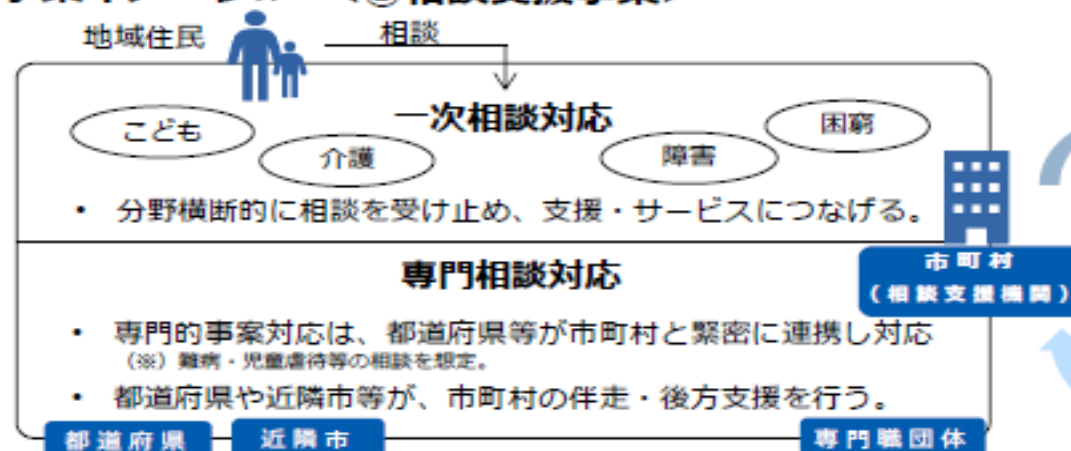 地域住民
相談
一次相談対応
こども
介護
障害
困窮
・ 分野横断的に相談を受け止め、支援・サービスにつなげる。
市町村
（相談支援機関）
専門相談対応
・ 専門的事案対応は、都道府県等が市町村と緊密に連携し対応
（※）難病・児童虐待等の相談を想定。
・ 都道府県や近隣市等が、市町村の伴走・後方支援を行う。
都道府県
近隣市
専門職団体